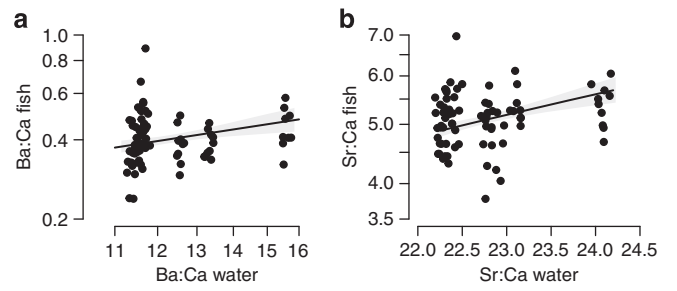 a
1.0
0.8
0.6
0.4
0.2
Ba:Ca fish
11 12 13 14 15 16
Ba:Ca water
b
7.0
6.0
5.0
4.0
3.5
Sr:Ca fish
22.0 22.5 23.0 23.5 24.0 24.5
Sr:Ca water